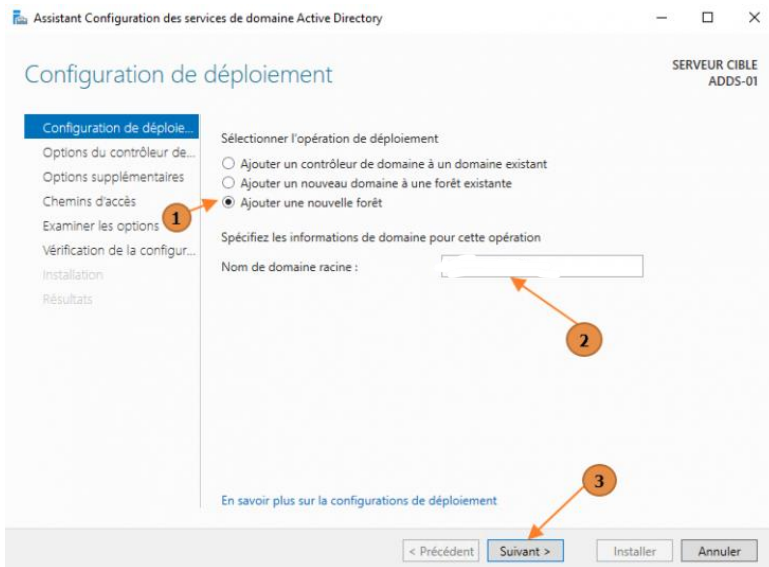 Assistant Configuration des services de domaine Active Directory
Configuration de déploiement
SERVEUR CIBLE
ADDS-01
Configuration de déploie...
Options du contrôleur de...
Options supplémentaires
Chemins d'accès
Examiner les options
Vérification de la configur...
Installation
Résultats
Sélectionner l'opération de déploiement
Ajouter un contrôleur de domaine à un domaine existant
Ajouter un nouveau domaine à une forêt existante
1
Ajouter une nouvelle forêt
Spécifiez les informations de domaine pour cette opération
Nom de domaine racine :
2
3
En savoir plus sur la configurations de déploiement
< Précédent
Suivant >
Installer
Annuler